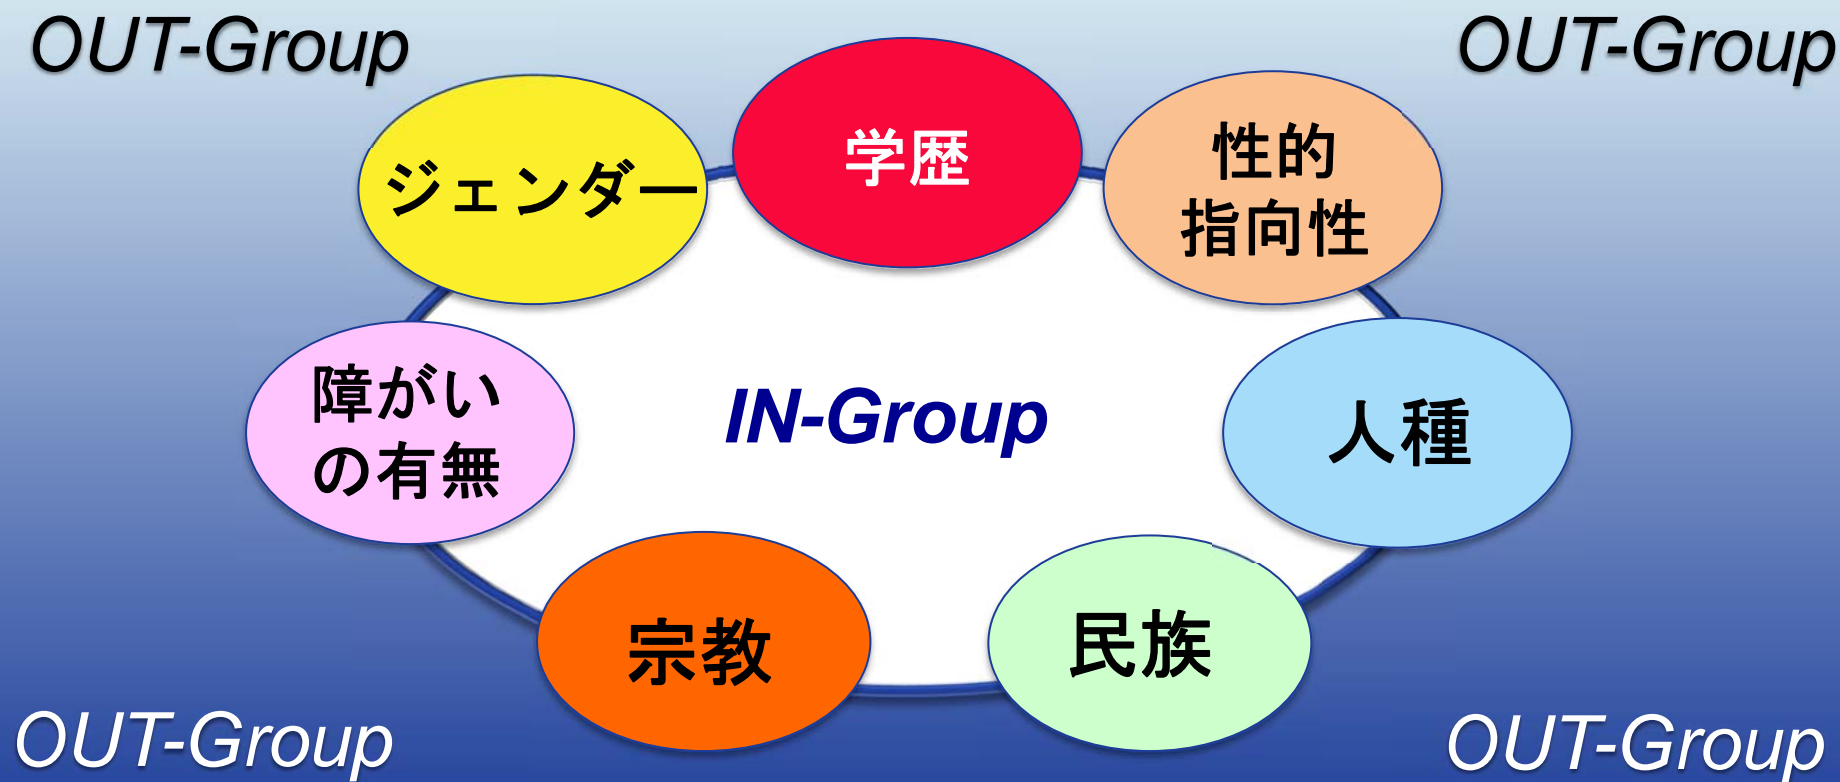 OUT-Group
OUT-Group
学歴
ジェンダー
性的
指向性
障がい
の有無
IN-Group
人種
宗教
民族
OUT-Group
OUT-Group